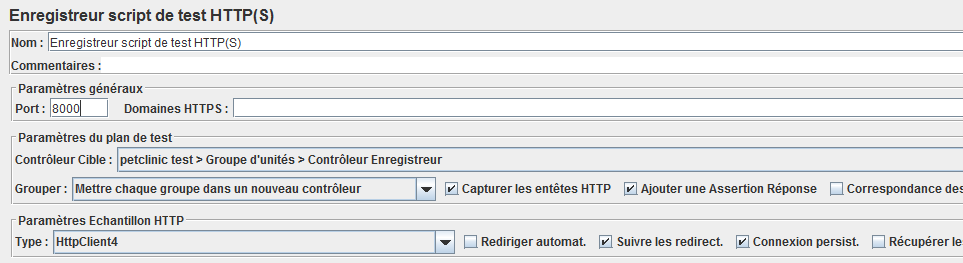 Enregistreur script de test HTTP(S)
Nom : Enregistreur script de test HTTP(S)
Commentaires :
Paramètres généraux
Port : 8000 Domaines HTTPS :
Paramètres du plan de test
Contrôleur Cible : petclinic test > Groupe d'unités > Contrôleur Enregistreur
Grouper : Mettre chaque groupe dans un nouveau contrôleur Capturer les entêtes HTTP Ajouter une Assertion Réponse Correspondance des
Paramètres Echantillon HTTP
Type : HttpClient4 Rediriger automat. Suivre les redirect. Connexion persist. Récupérer les